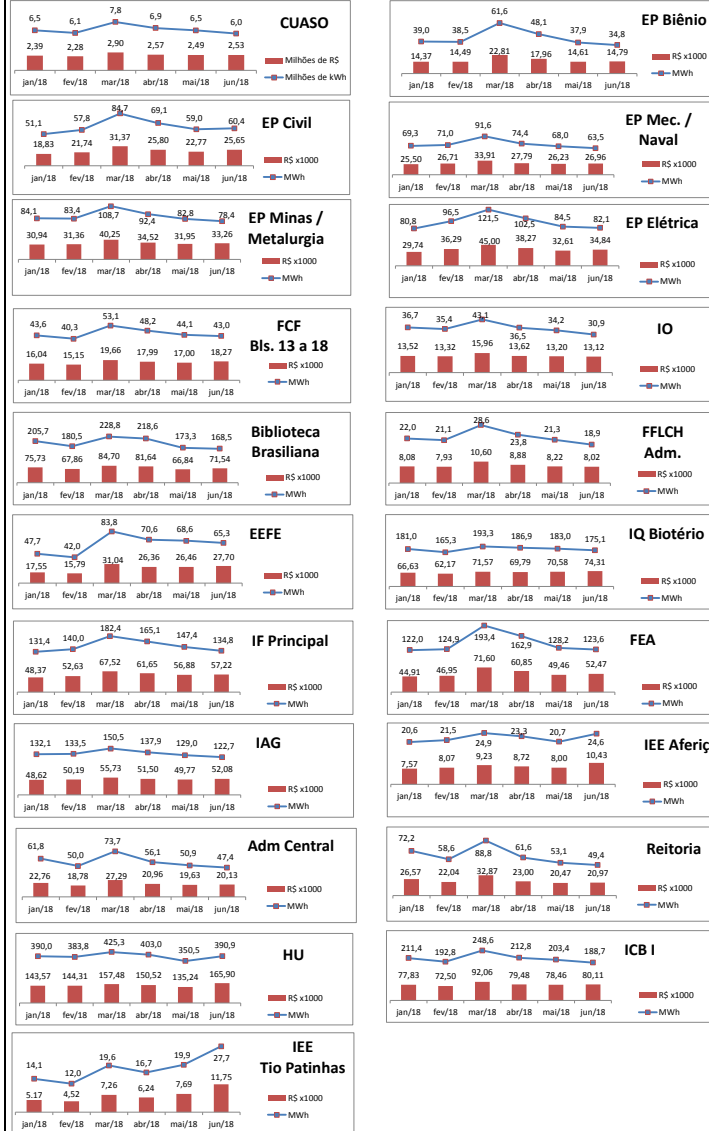 CUASO
6,5 6,1 7,8 6,9 6,5 6,0
2,39 2,28 2,90 2,57 2,49 2,53
jan/18 fev/18 mar/18 abr/18 mai/18 jun/18
Milhões de R$
Milhões de kWh
EP Biênio
39,0 38,5 61,6 48,1 37,9 34,8
14,37 14,49 22,81 17,96 14,61 14,79
jan/18 fev/18 mar/18 abr/18 mai/18 jun/18
R$ x1000
MWh
EP Civil
51,1 57,8 84,7 69,1 59,0 60,4
18,83 21,74 31,37 25,80 22,77 25,65
jan/18 fev/18 mar/18 abr/18 mai/18 jun/18
R$ x1000
MWh
EP Mec. /
Naval
69,3 71,0 91,6 74,4 68,0 63,5
25,50 26,71 33,91 27,79 26,23 26,96
jan/18 fev/18 mar/18 abr/18 mai/18 jun/18
R$ x1000
MWh
EP Minas /
Metalurgia
84,1 83,4 108,7 92,4 82,8 78,4
30,94 31,36 40,25 34,52 31,95 33,26
jan/18 fev/18 mar/18 abr/18 mai/18 jun/18
R$ x1000
MWh
EP Elétrica
80,8 96,5 121,5 102,5 84,5 82,1
29,74 36,29 45,00 38,27 32,61 34,84
jan/18 fev/18 mar/18 abr/18 mai/18 jun/18
R$ x1000
MWh
FCF
Bls. 13 a 18
43,6 40,3 53,1 48,2 44,1 43,0
16,04 15,15 19,66 17,99 17,00 18,27
jan/18 fev/18 mar/18 abr/18 mai/18 jun/18
R$ x1000
MWh
IO
36,7 35,4 43,1 36,5 34,2 30,9
13,52 13,32 15,96 13,62 13,20 13,12
jan/18 fev/18 mar/18 abr/18 mai/18 jun/18
R$ x1000
MWh
Biblioteca
Brasiliana
205,7 180,5 228,8 218,6 173,3 168,5
75,73 67,86 84,70 81,64 66,84 71,54
jan/18 fev/18 mar/18 abr/18 mai/18 jun/18
R$ x1000
MWh
FFLCH
Adm.
22,0 21,1 28,6 23,8 21,3 18,9
8,08 7,93 10,60 8,88 8,22 8,02
jan/18 fev/18 mar/18 abr/18 mai/18 jun/18
R$ x1000
MWh
EEFE
47,7 42,0 83,8 70,6 68,6 65,3
17,55 15,79 31,04 26,36 26,46 27,70
jan/18 fev/18 mar/18 abr/18 mai/18 jun/18
R$ x1000
MWh
IQ Biotério
181,0 165,3 193,3 186,9 183,0 175,1
66,63 62,17 71,57 69,79 70,58 74,31
jan/18 fev/18 mar/18 abr/18 mai/18 jun/18
R$ x1000
MWh
IF Principal
131,4 140,0 182,4 165,1 147,4 134,8
48,37 52,63 67,52 61,65 56,88 57,22
jan/18 fev/18 mar/18 abr/18 mai/18 jun/18
R$ x1000
MWh
FEA
122,0 124,9 193,4 162,9 128,2 123,6
44,91 46,95 71,60 60,85 49,46 52,47
jan/18 fev/18 mar/18 abr/18 mai/18 jun/18
R$ x1000
MWh
IAG
132,1 133,5 150,5 137,9 129,0 122,7
48,62 50,19 55,73 51,50 49,77 52,08
jan/18 fev/18 mar/18 abr/18 mai/18 jun/18
R$ x1000
MWh
IEE Aferiç
20,6 21,5 24,9 23,3 20,7 24,6
7,57 8,07 9,23 8,72 8,00 10,43
jan/18 fev/18 mar/18 abr/18 mai/18 jun/18
R$ x1000
MWh
Adm Central
61,8 50,0 73,7 56,1 50,9 47,4
22,76 18,78 27,29 20,96 19,63 20,13
jan/18 fev/18 mar/18 abr/18 mai/18 jun/18
R$ x1000
MWh
Reitoria
72,2 58,6 88,8 61,6 53,1 49,4
26,57 22,04 32,87 23,00 20,47 20,97
jan/18 fev/18 mar/18 abr/18 mai/18 jun/18
R$ x1000
MWh
HU
390,0 383,8 425,3 403,0 350,5 390,9
143,57 144,31 157,48 150,52 135,24 165,90
jan/18 fev/18 mar/18 abr/18 mai/18 jun/18
R$ x1000
MWh
ICB I
211,4 192,8 248,6 212,8 203,4 188,7
77,83 72,50 92,06 79,48 78,46 80,11
jan/18 fev/18 mar/18 abr/18 mai/18 jun/18
R$ x1000
MWh
IEE
Tio Patinhas
14,1 12,0 19,6 16,7 19,9 27,7
5,17 4,52 7,26 6,24 7,69 11,75
jan/18 fev/18 mar/18 abr/18 mai/18 jun/18
R$ x1000
MWh